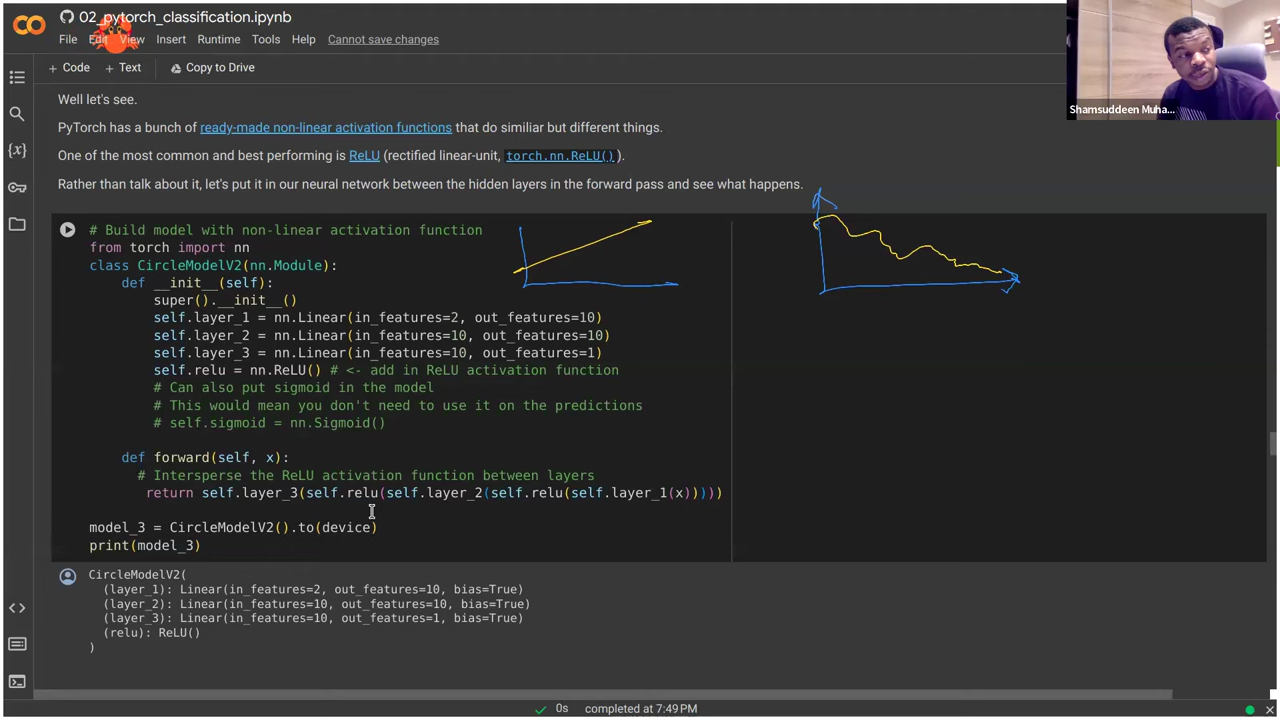 02_pytorch_classification.ipynb
File Edit View Insert Runtime Tools Help Cannot save changes
+ Code + Text Copy to Drive
Shamsuddeen Muha...
Well let's see.
PyTorch has a bunch of ready-made non-linear activation functions that do similiar but different things.
One of the most common and best performing is ReLU (rectified linear-unit, torch.nn.ReLU() ).
Rather than talk about it, let's put it in our neural network between the hidden layers in the forward pass and see what happens.
# Build model with non-linear activation function
from torch import nn
class CircleModelV2(nn.Module):
def __init__(self):
super().__init__()
self.layer_1 = nn.Linear(in_features=2, out_features=10)
self.layer_2 = nn.Linear(in_features=10, out_features=10)
self.layer_3 = nn.Linear(in_features=10, out_features=1)
self.relu = nn.ReLU() # <- add in ReLU activation function
# Can also put sigmoid in the model
# This would mean you don't need to use it on the predictions
# self.sigmoid = nn.Sigmoid()
def forward(self, x):
# Intersperse the ReLU activation function between layers
return self.layer_3(self.relu(self.layer_2(self.relu(self.layer_1(x)))))
model_3 = CircleModelV2().to(device)
print(model_3)
CircleModelV2(
(layer_1): Linear(in_features=2, out_features=10, bias=True)
(layer_2): Linear(in_features=10, out_features=10, bias=True)
(layer_3): Linear(in_features=10, out_features=1, bias=True)
(relu): ReLU()
)
0s completed at 7:49 PM